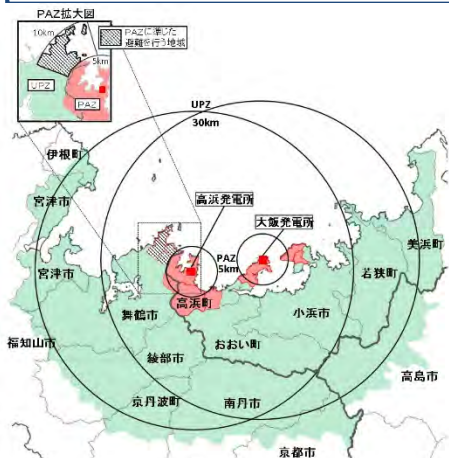 PAZ拡大図
10km
5km
UPZ
PAZ
PAZに準じた
避難を行う地域
UPZ
30km
伊根町
宮津市
高浜発電所
大飯発電所
PAZ
5km
美浜町
宮津市
若狭町
高浜町
舞鶴市
小浜市
福知山市
おおい町
綾部市
高島市
京丹波町
南丹市
京都市